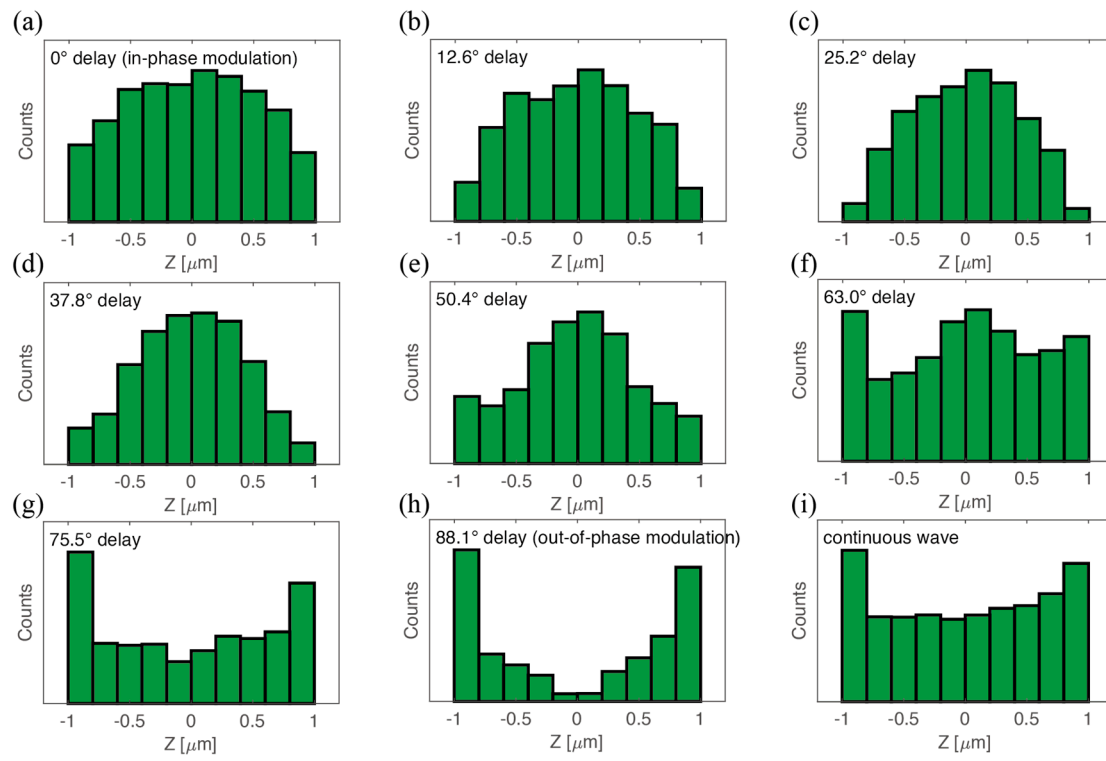 (a)
0° delay (in-phase modulation)
Counts
-1 -0.5 0 0.5 1
Z [μm]
(b)
12.6° delay
Counts
-1 -0.5 0 0.5 1
Z [μm]
(c)
25.2° delay
Counts
-1 -0.5 0 0.5 1
Z [μm]
(d)
37.8° delay
Counts
-1 -0.5 0 0.5 1
Z [μm]
(e)
50.4° delay
Counts
-1 -0.5 0 0.5 1
Z [μm]
(f)
63.0° delay
Counts
-1 -0.5 0 0.5 1
Z [μm]
(g)
75.5° delay
Counts
-1 -0.5 0 0.5 1
Z [μm]
(h)
88.1° delay (out-of-phase modulation)
Counts
-1 -0.5 0 0.5 1
Z [μm]
(i)
continuous wave
Counts
-1 -0.5 0 0.5 1
Z [μm]